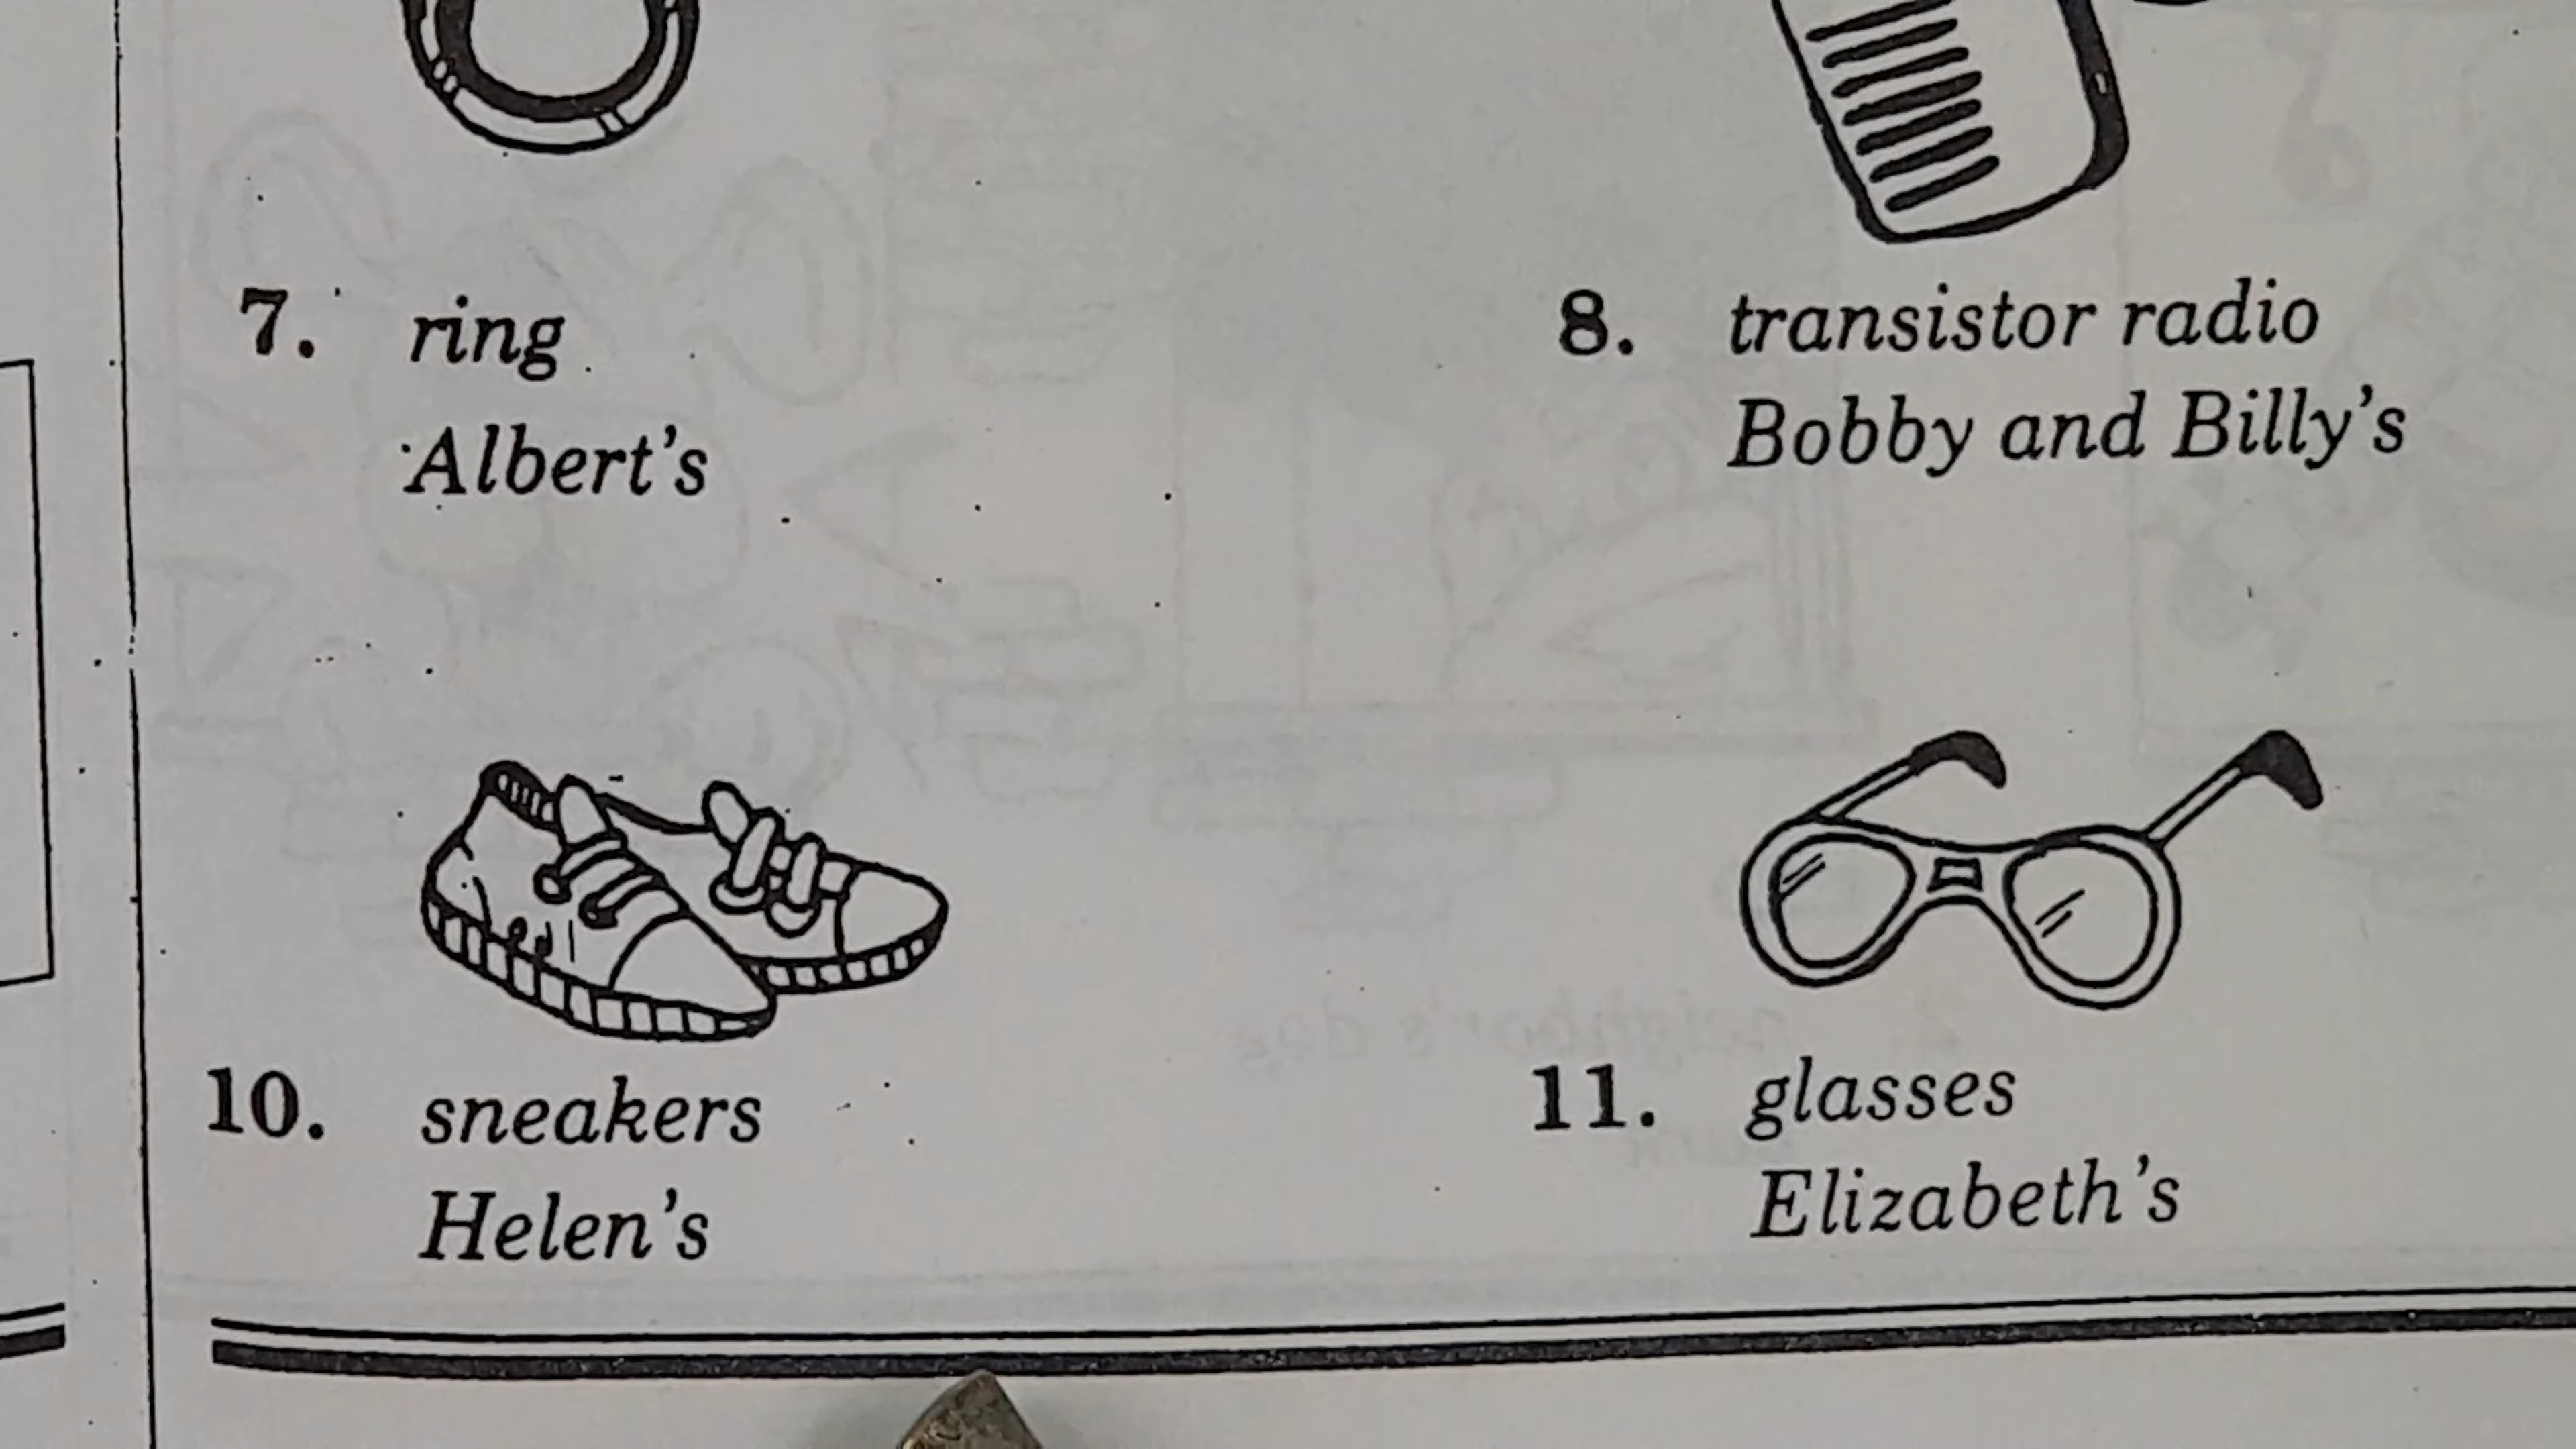 7. ring
Albert's
8. transistor radio
Bobby and Billy's
10. sneakers
Helen's
11. glasses
Elizabeth's